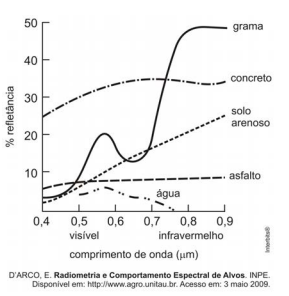 50
grama
40
concreto
% refletância
30
solo
arenoso
20
asfalto
10
água
0,4 0,5 0,6 0,7 0,8 0,9
visível infravermelho
comprimento de onda (μm)
Interbits®
D'ARCO, E. Radiometria e Comportamento Espectral de Alvos. INPE.
Disponível em: http://www.agro.unitau.br. Acesso em: 3 maio 2009.